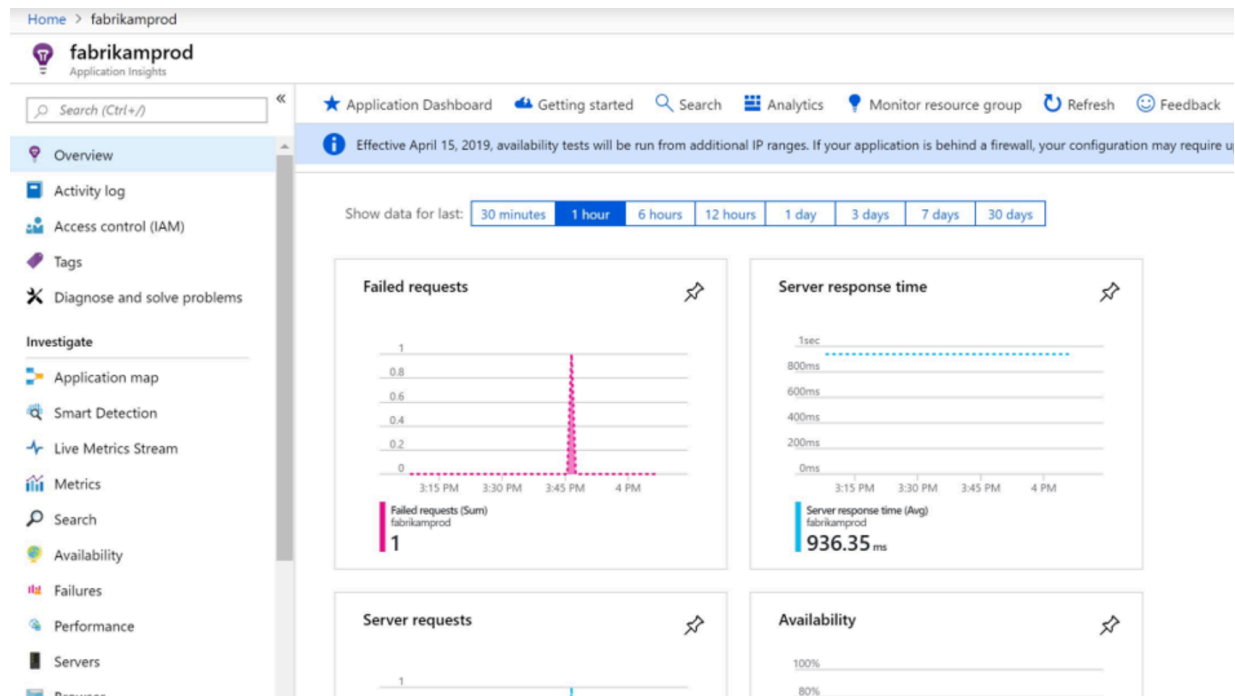 Home > fabrikamprod
fabrikamprod
Application Insights
Search (Ctrl+/)
«
Overview
Activity log
Access control (IAM)
Tags
Diagnose and solve problems
Investigate
Application map
Smart Detection
Live Metrics Stream
Metrics
Search
Availability
Failures
Performance
Servers
Browser
Application Dashboard Getting started Search Analytics Monitor resource group Refresh Feedback
Effective April 15, 2019, availability tests will be run from additional IP ranges. If your application is behind a firewall, your configuration may require
Show data for last: 30 minutes 1 hour 6 hours 12 hours 1 day 3 days 7 days 30 days
Failed requests
1
0.8
0.6
0.4
0.2
0
3:15 PM 3:30 PM 3:45 PM 4 PM
Failed requests (Sum)
fabrikamprod
1
Server response time
1sec
800ms
600ms
400ms
200ms
0ms
3:15 PM 3:30 PM 3:45 PM 4 PM
Server response time (Avg)
fabrikamprod
936.35 ms
Server requests
1
Availability
100%
80%